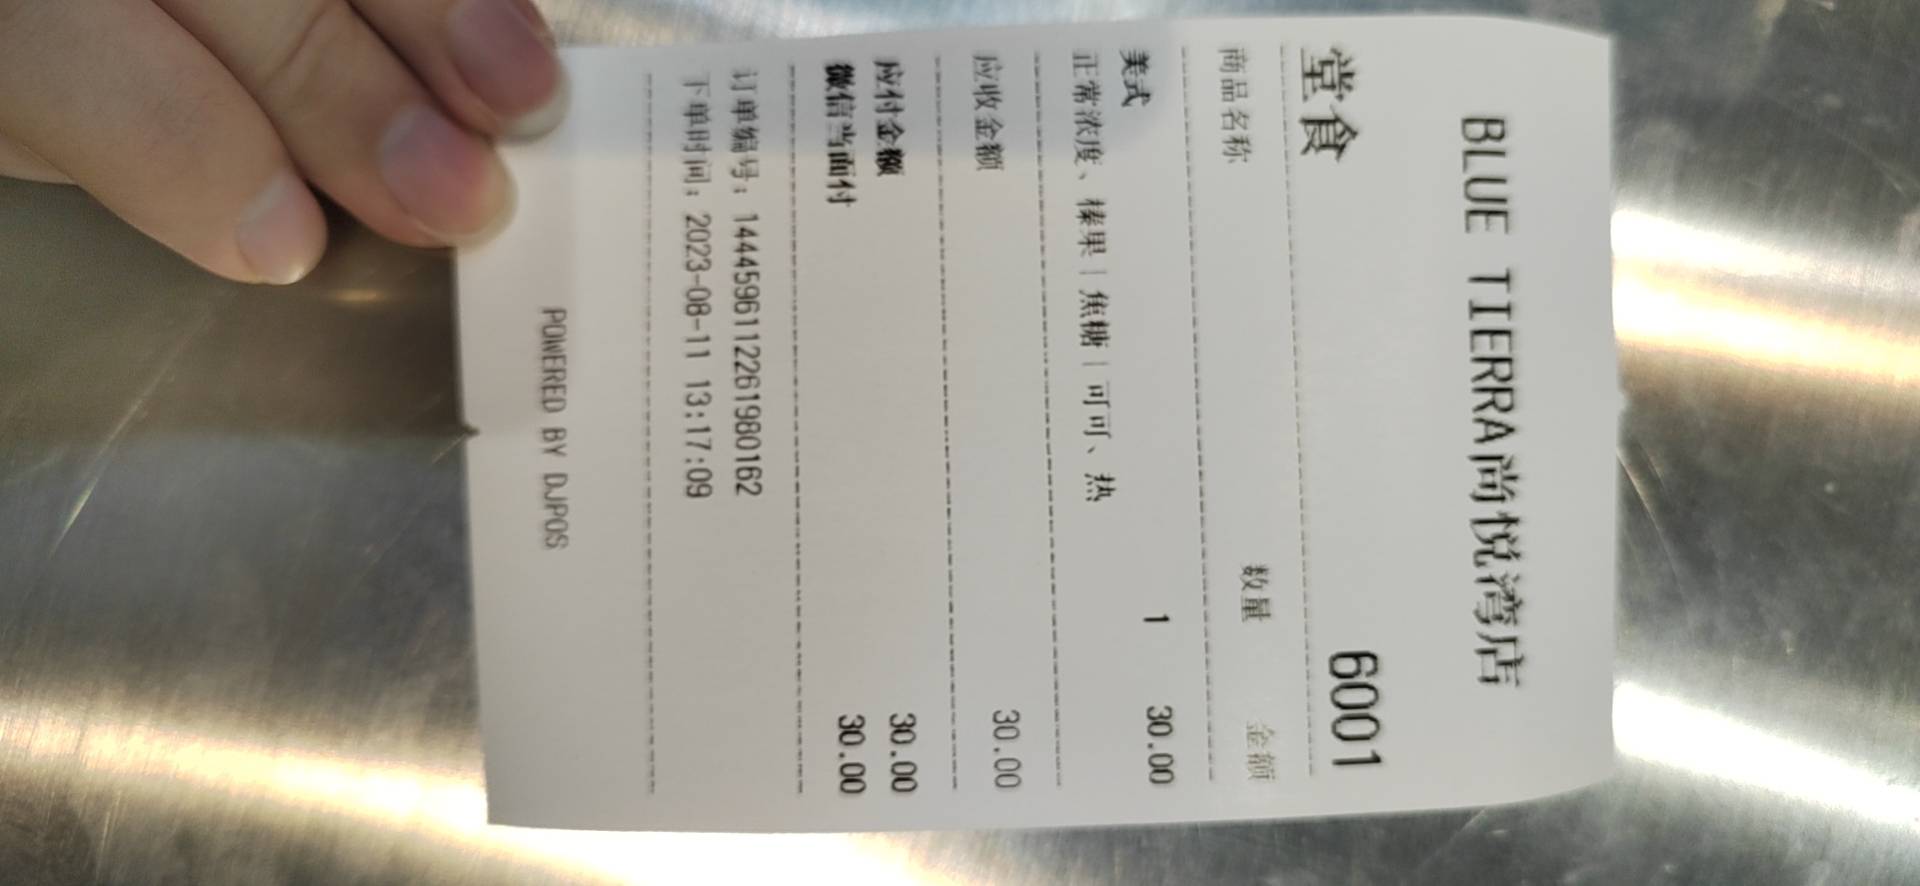 BLUE TIERRA尚悦湾店
堂食 6001
商品名称 数量 金额
美式 1 30.00
正常浓度、榛果|焦糖|可可、热
应收金额 30.00
应付金额 30.00
微信当面付 30.00
订单编号：1444596112261980162
下单时间：2023-08-11 13:17:09
POWERED BY DJPOS